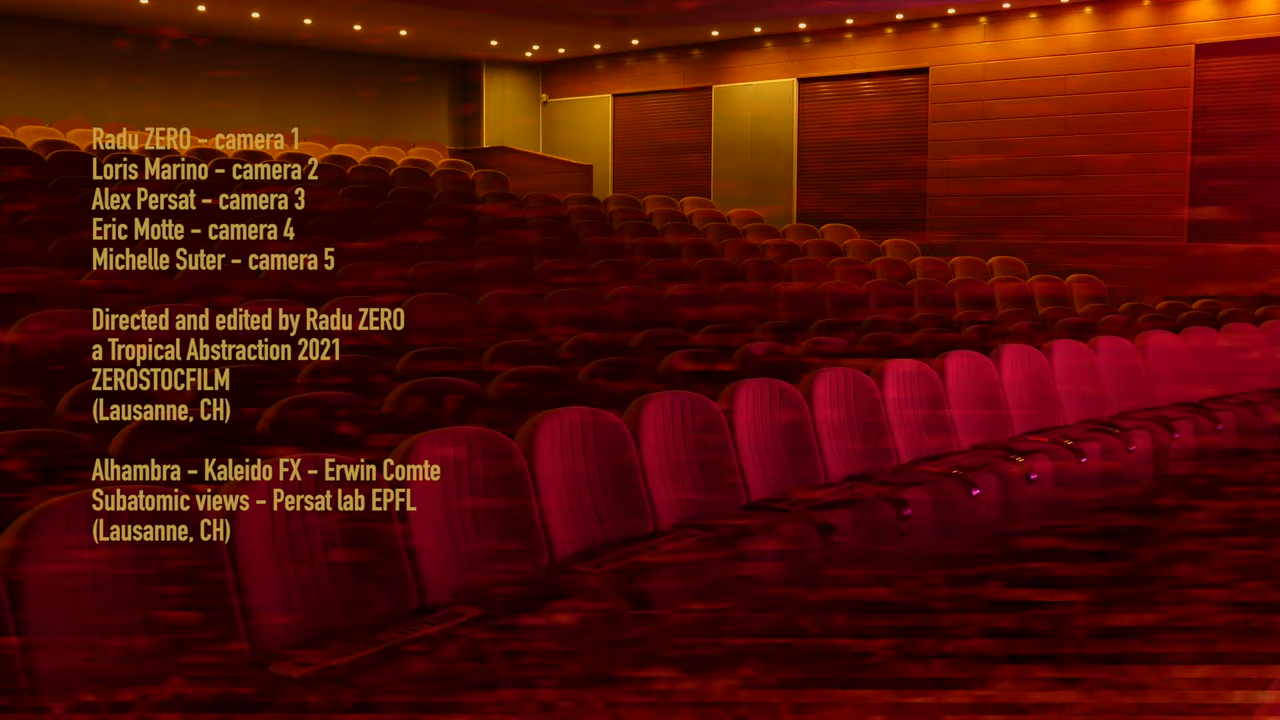 Radu ZERO - camera 1
Loris Marino - camera 2
Alex Persat - camera 3
Eric Motte - camera 4
Michelle Suter - camera 5
Directed and edited by Radu ZERO
a Tropical Abstraction 2021
ZEROSTOCFILM
(Lausanne, CH)
Alhambra - Kaleido FX - Erwin Comte
Subatomic views - Persat lab EPFL
(Lausanne, CH)